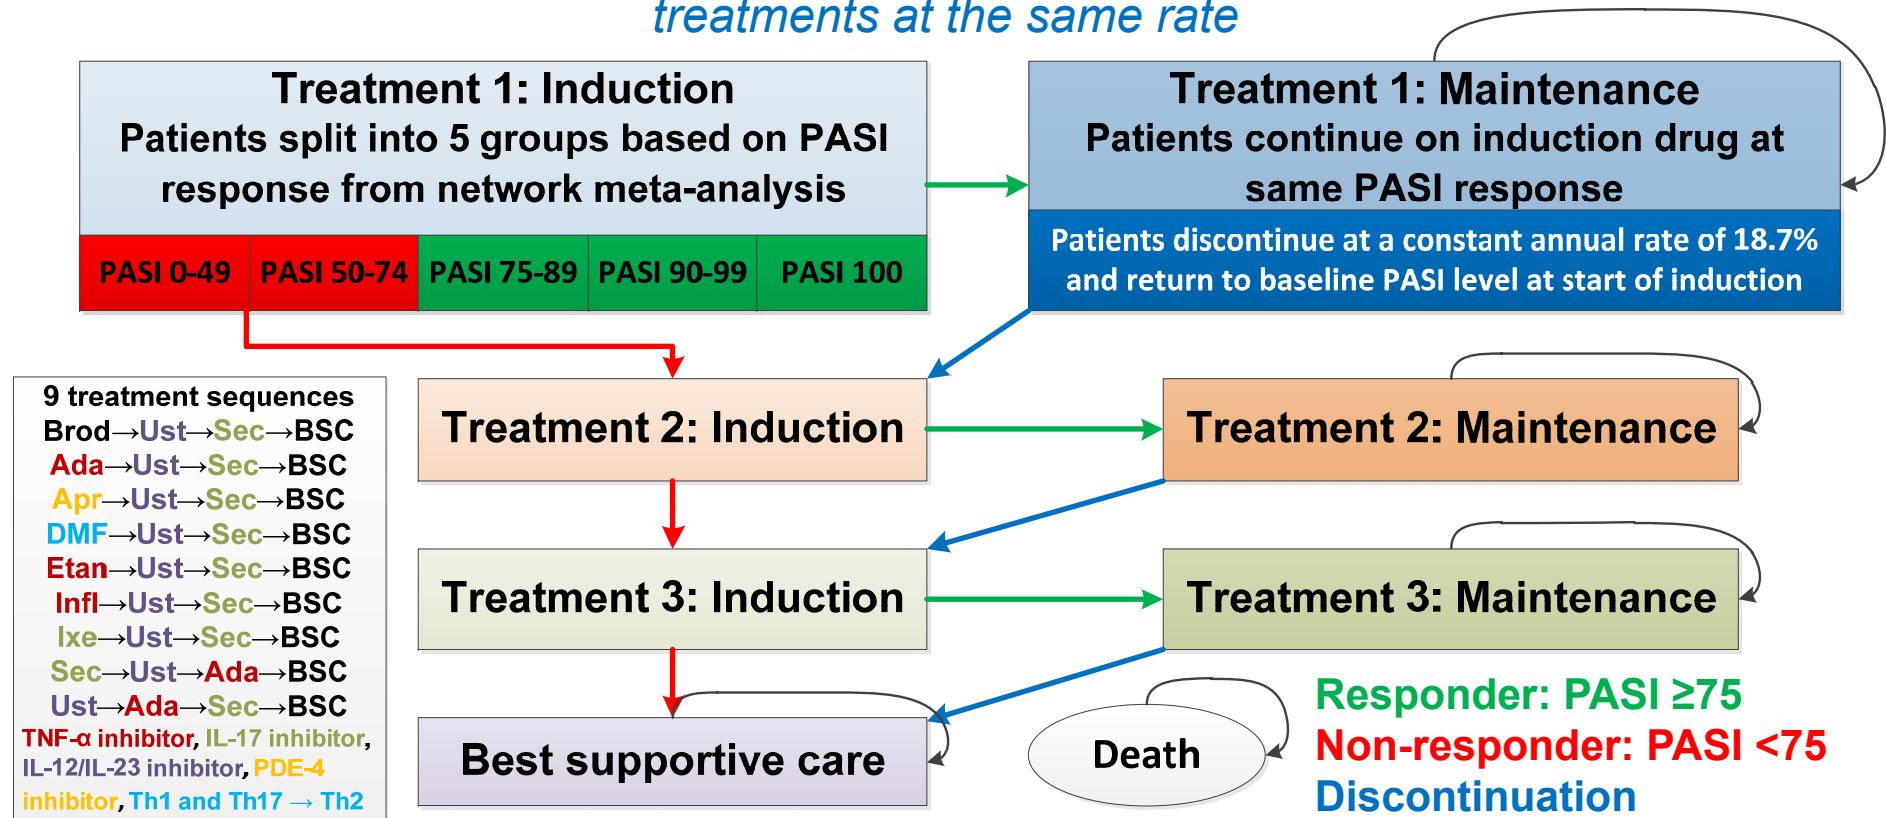 treatments at the same rate
Treatment 1: Induction
Patients split into 5 groups based on PASI
response from network meta-analysis
PASI 0-49 PASI 50-74 PASI 75-89 PASI 90-99 PASI 100
Treatment 1: Maintenance
Patients continue on induction drug at
same PASI response
Patients discontinue at a constant annual rate of 18.7%
and return to baseline PASI level at start of induction
9 treatment sequences
Brod→Ust→Sec→BSC
Ada→Ust→Sec→BSC
Apr→Ust→Sec→BSC
DMF→Ust→Sec→BSC
Etan→Ust→Sec→BSC
Infl→Ust→Sec→BSC
Ixe→Ust→Sec→BSC
Sec→Ust→Ada→BSC
Ust→Ada→Sec→BSC
TNF-α inhibitor, IL-17 inhibitor,
IL-12/IL-23 inhibitor, PDE-4
inhibitor, Th1 and Th17 → Th2
Treatment 2: Induction
Treatment 2: Maintenance
Treatment 3: Induction
Treatment 3: Maintenance
Best supportive care
Death
Responder: PASI ≥75
Non-responder: PASI <75
Discontinuation